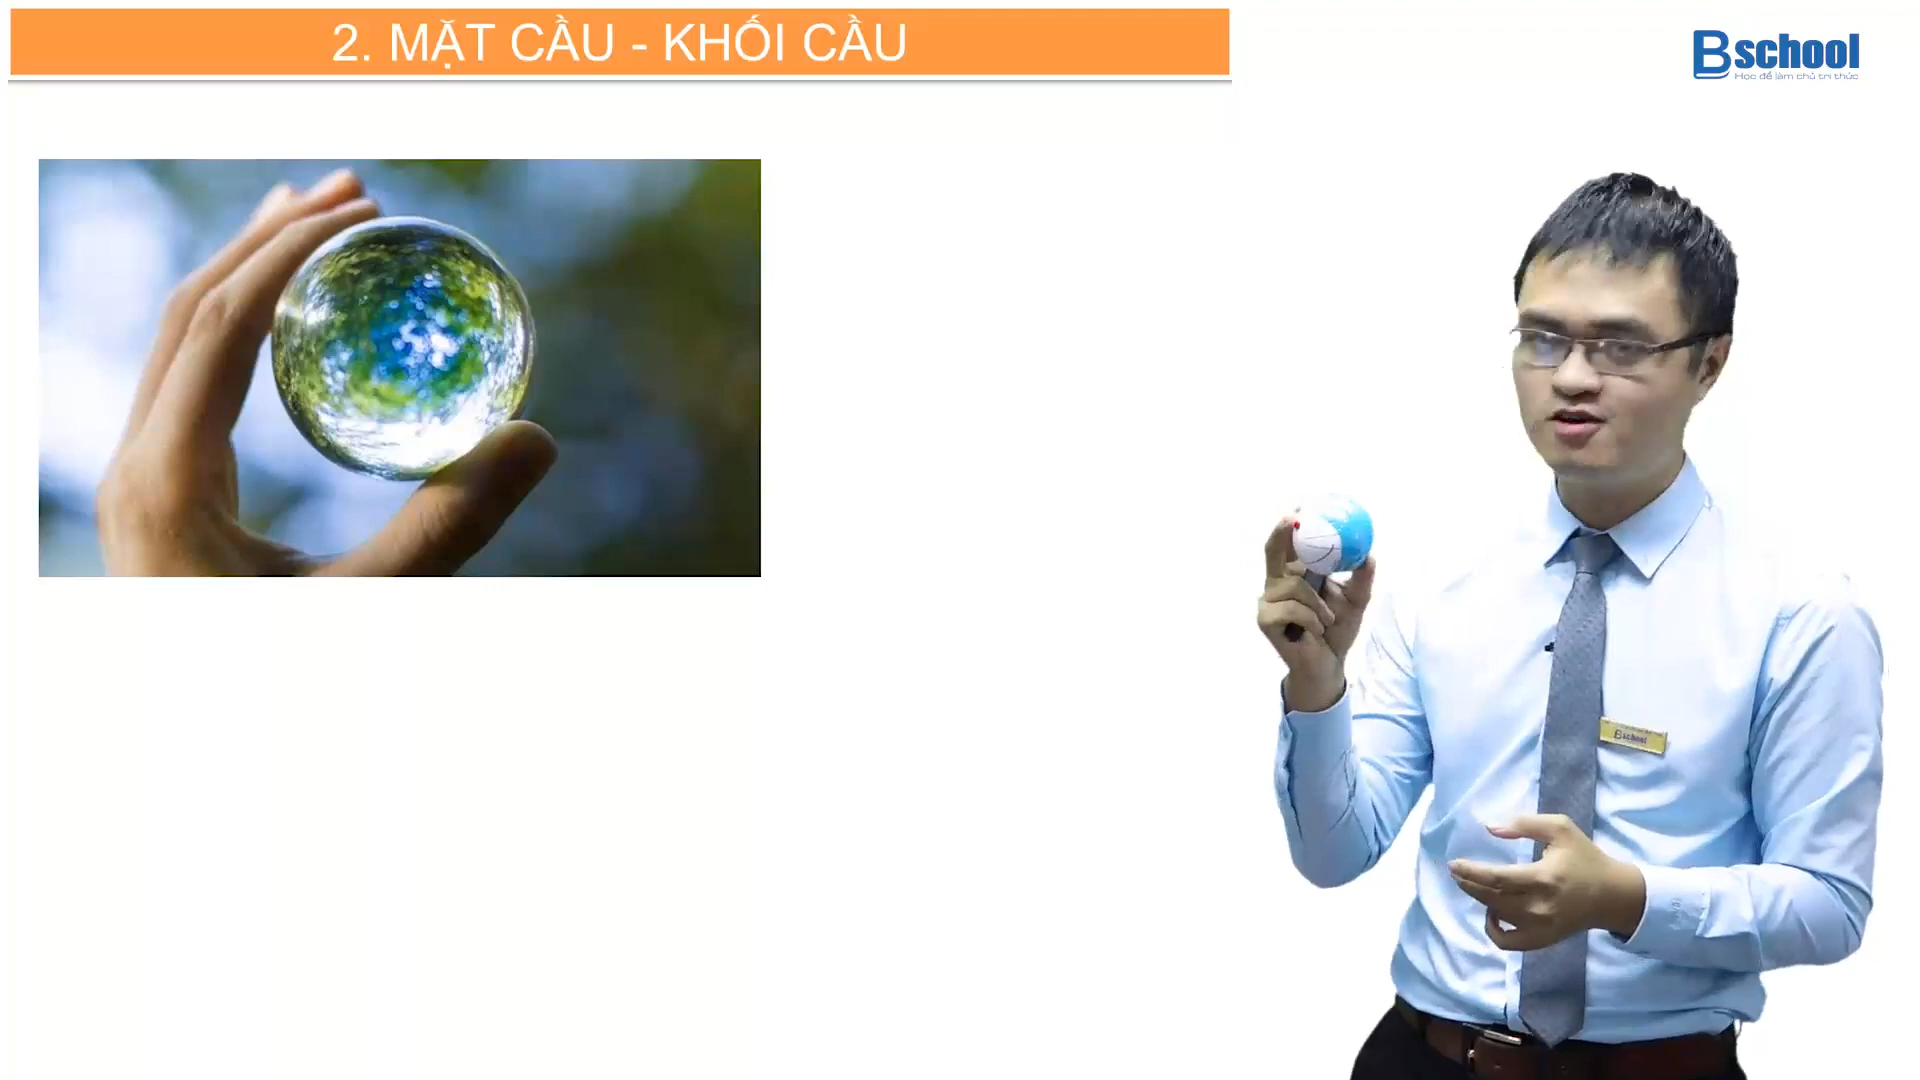 2. MẶT CẦU - KHỐI CẦU
Bschool
Học để làm chủ tri thức
Bschool